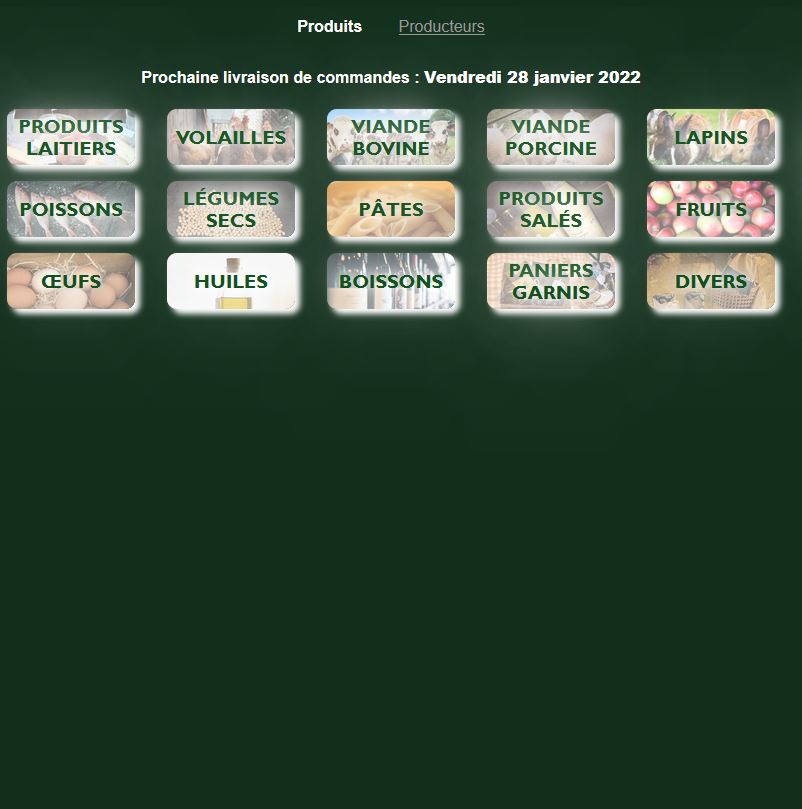 Produits Producteurs
Prochaine livraison de commandes : Vendredi 28 janvier 2022
PRODUITS LAITIERS
VOLAILLES
VIANDE BOVINE
VIANDE PORCINE
LAPINS
POISSONS
LÉGUMES SECS
PÂTES
PRODUITS SALÉS
FRUITS
ŒUFS
HUILES
BOISSONS
PANIERS GARNIS
DIVERS